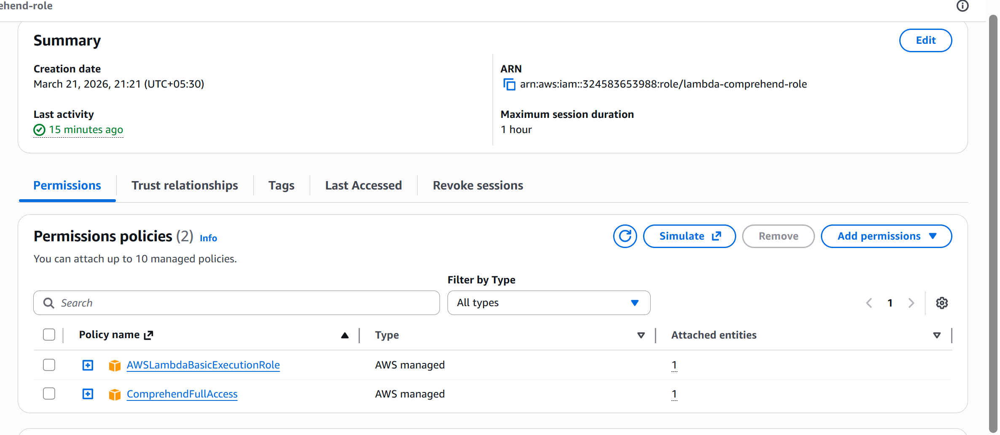 ehend-role
Summary
Edit
Creation date
March 21, 2026, 21:21 (UTC+05:30)
ARN
arn:aws:iam::324583653988:role/lambda-comprehend-role
Last activity
15 minutes ago
Maximum session duration
1 hour
Permissions
Trust relationships
Tags
Last Accessed
Revoke sessions
Permissions policies (2) Info
Simulate
Remove
Add permissions
You can attach up to 10 managed policies.
Filter by Type
Search
All types
1
Policy name
Type
Attached entities
AWSLambdaBasicExecutionRole
AWS managed
1
ComprehendFullAccess
AWS managed
1